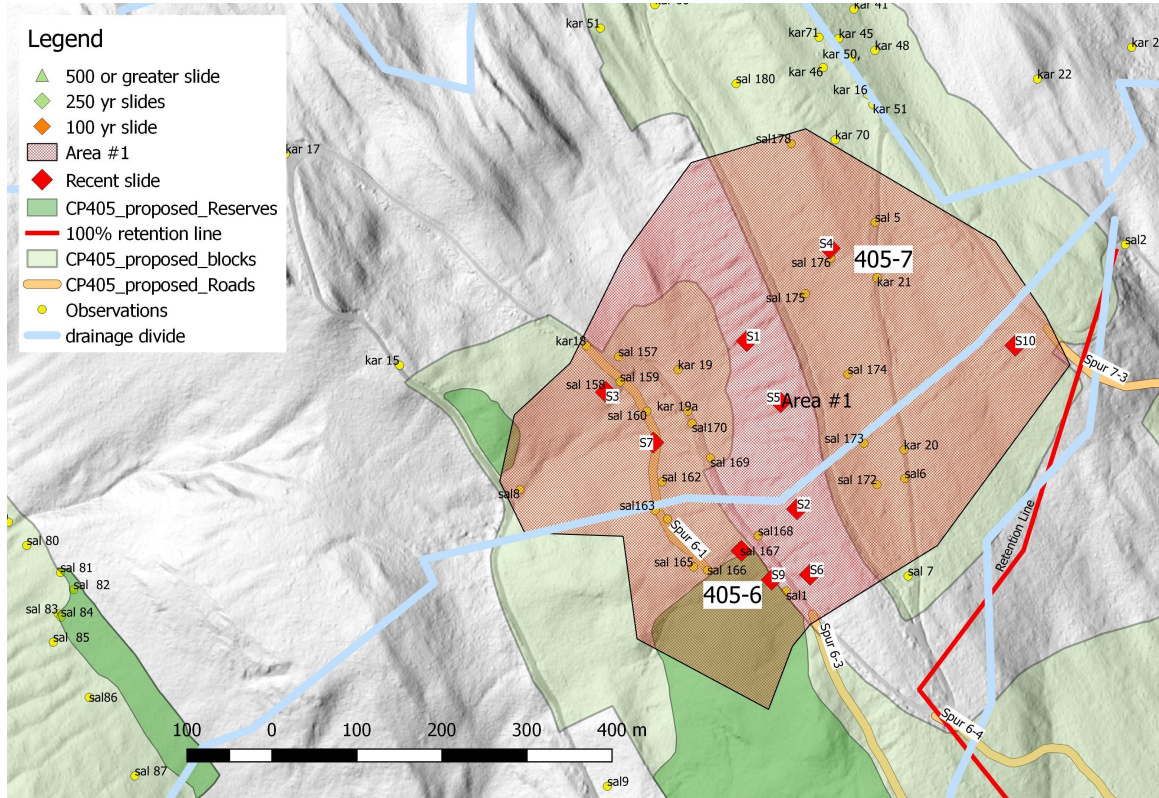 Legend
500 or greater slide
250 yr slides
100 yr slide
Area #1
Recent slide
CP405_proposed_Reserves
100% retention line
CP405_proposed_blocks
CP405_proposed_Roads
Observations
drainage divide
kar 51
kar 41
kar71
kar 45
kar 48
kar 50,
kar 46
sal 180
kar 16
kar 51
kar 22
kar 2
kar 70
sal178
kar 17
sal 5
sal2
S4
sal 176
405-7
kar 21
sal 175
S1
S10
kar18
sal 157
kar 15
kar 19
sal 174
Spur 7-3
sal 158
sal 159
S3
S5
Area #1
sal 160
kar 19a
sal170
S7
sal 173
kar 20
sal 169
sal 162
sal 172
sal6
sal8
sal163
S2
Spur 6-1
sal168
Retention Line
sal 80
sal 167
sal 165
sal 166
S9
S6
sal 7
sal 81
sal 82
405-6
sal1
sal 83
sal 84
sal 85
Spur 6-3
sal86
Spur 6-4
100
0
100
200
300
400 m
sal 87
sal9